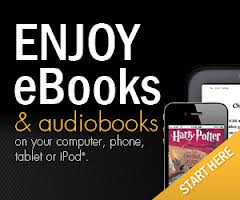 ENJOY
eBooks
& audiobooks
on your computer, phone,
tablet or iPod®.
Harry Potter
START HERE